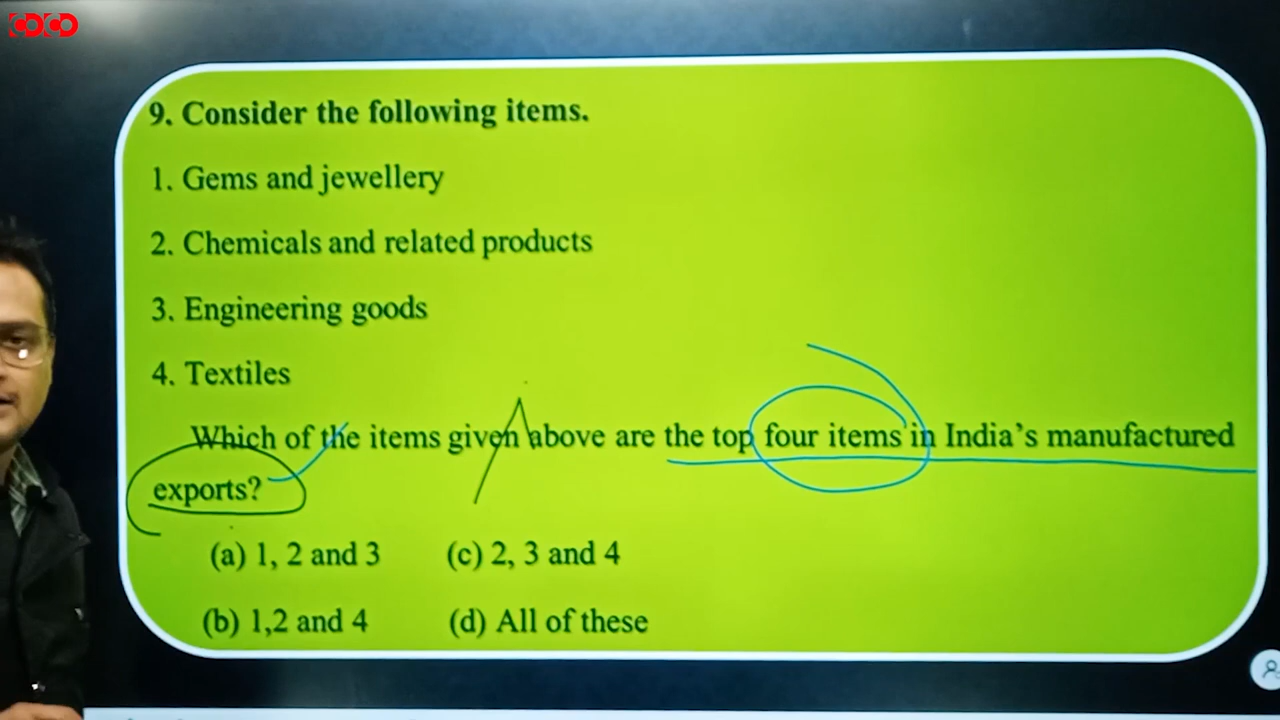 COCO
9. Consider the following items.
1. Gems and jewellery
2. Chemicals and related products
3. Engineering goods
4. Textiles
Which of the items given above are the top four items in India's manufactured
exports?
(a) 1, 2 and 3 (c) 2, 3 and 4
(b) 1,2 and 4 (d) All of these